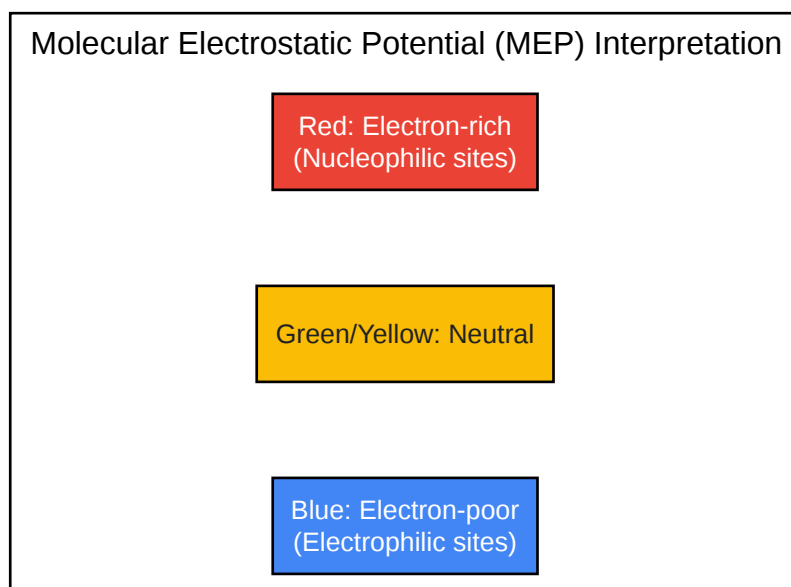 Molecular Electrostatic Potential (MEP) Interpretation
Red: Electron-rich
(Nucleophilic sites)
Green/Yellow: Neutral
Blue: Electron-poor
(Electrophilic sites)